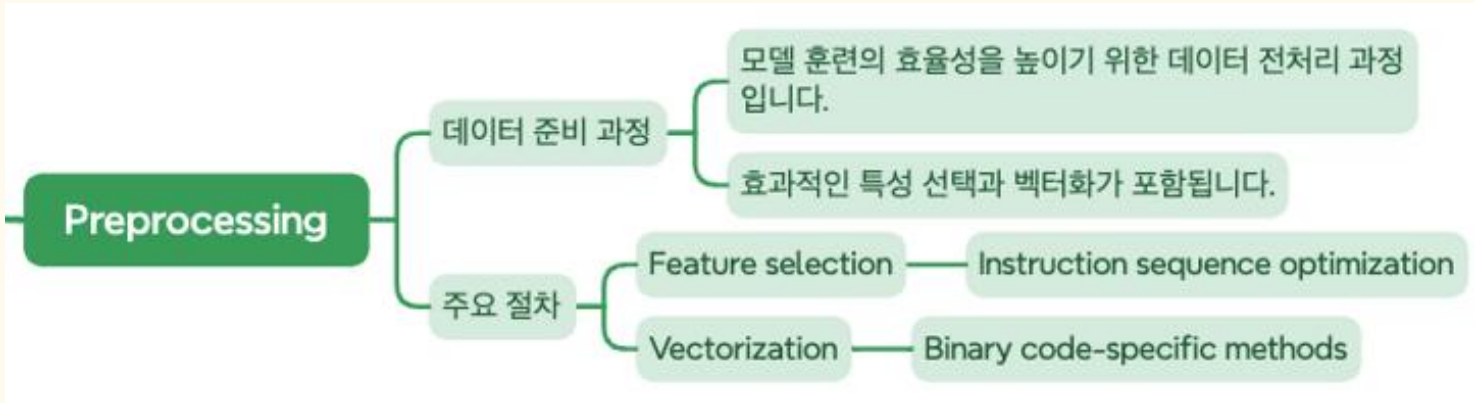 모델 훈련의 효율성을 높이기 위한 데이터 전처리 과정
입니다.
데이터 준비 과정
효과적인 특성 선택과 벡터화가 포함됩니다.
Preprocessing
Feature selection
Instruction sequence optimization
주요 절차
Vectorization
Binary code-specific methods